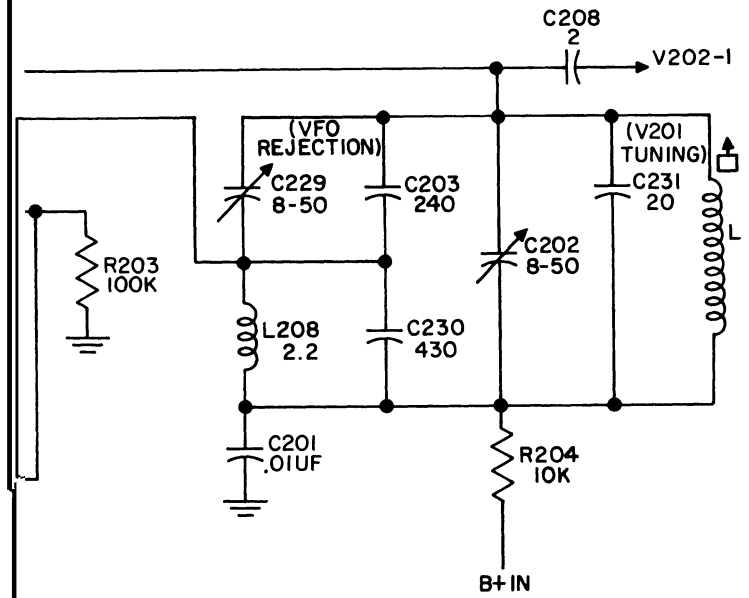 C208
2
V202-1
(VFO
REJECTION)
(V201
TUNING)
C229
8-50
C203
240
C231
20
C202
8-50
L
R203
100K
L208
2.2
C230
430
C201
.01UF
R204
10K
B+IN